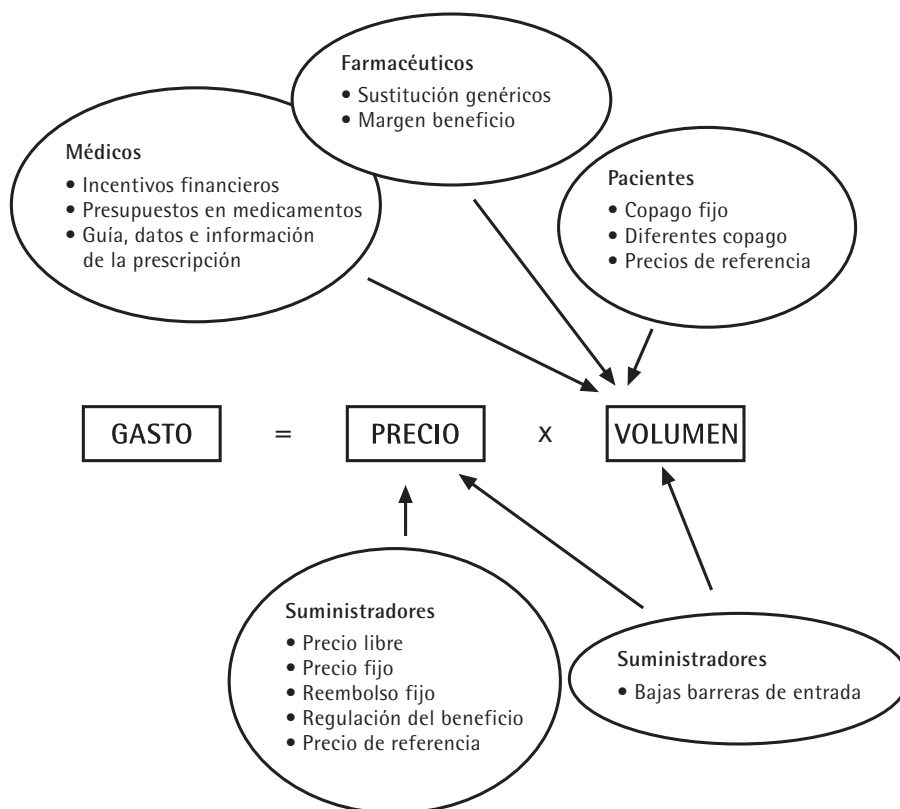 Farmacéuticos
• Sustitución genéricos
• Margen beneficio
Médicos
• Incentivos financieros
• Presupuestos en medicamentos
• Guía, datos e información
de la prescripción
Pacientes
• Copago fijo
• Diferentes copago
• Precios de referencia
GASTO = PRECIO x VOLUMEN
Suministradores
• Precio libre
• Precio fijo
• Reembolso fijo
• Regulación del beneficio
• Precio de referencia
Suministradores
• Bajas barreras de entrada